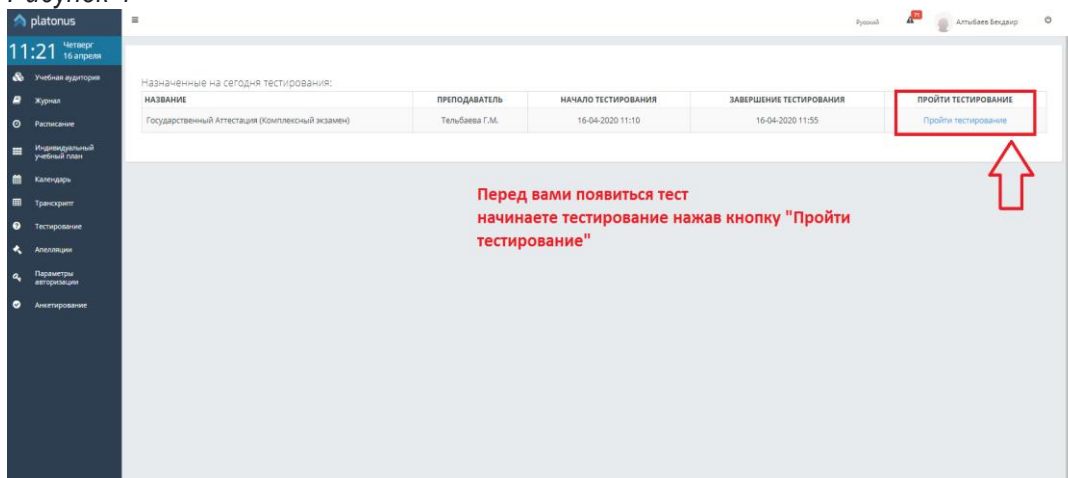 Рисунок 4
platonus
Русский
71
Алтыбаев Бекдаир
11:21 Четверг
16 апреля
Учебная аудитория
Журнал
Расписание
Индивидуальный
учебный план
Календарь
Транскрипт
Тестирование
Апелляции
Параметры
авторизации
Анкетирование
Назначенные на сегодня тестирования:
НАЗВАНИЕ ПРЕПОДАВАТЕЛЬ НАЧАЛО ТЕСТИРОВАНИЯ ЗАВЕРШЕНИЕ ТЕСТИРОВАНИЯ ПРОЙТИ ТЕСТИРОВАНИЕ
Государственный Аттестация (Комплексный экзамен) Тельбаева Г.М. 16-04-2020 11:10 16-04-2020 11:55 Пройти тестирование
Перед вами появиться тест
начинаете тестирование нажав кнопку "Пройти
тестирование"